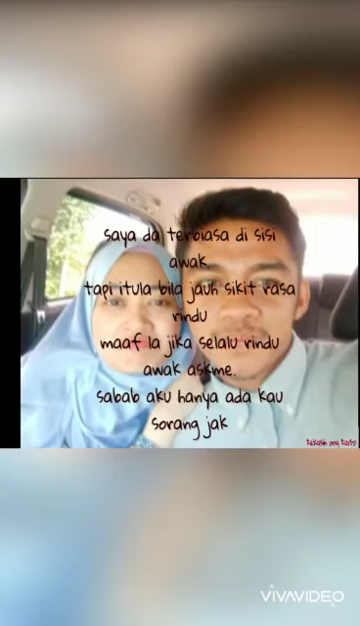 saya da terbiasa di sisi
awak.
tapi itula bila jauh sikit rasa
rindu
maaf la jika selalu rindu
awak askme.
sabab aku hanya ada kau
sorang jak
VIVAVIDEO